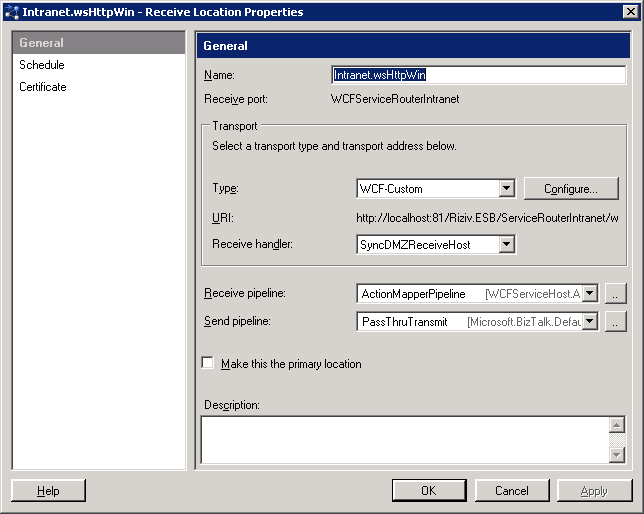 Intranet.wsHttpWin - Receive Location Properties
General
Schedule
Certificate
General
Name: Intranet.wsHttpWin
Receive port: WCFServiceRouterIntranet
Transport
Select a transport type and transport address below.
Type: WCF-Custom Configure...
URI: http://localhost:81/Riziv.ESB/ServiceRouterIntranet/w
Receive handler: SyncDMZReceiveHost
Receive pipeline: ActionMapperPipeline [WCFServiceHost.A ..
Send pipeline: PassThruTransmit [Microsoft.BizTalk.Defau ..
Make this the primary location
Description:
Help OK Cancel Apply